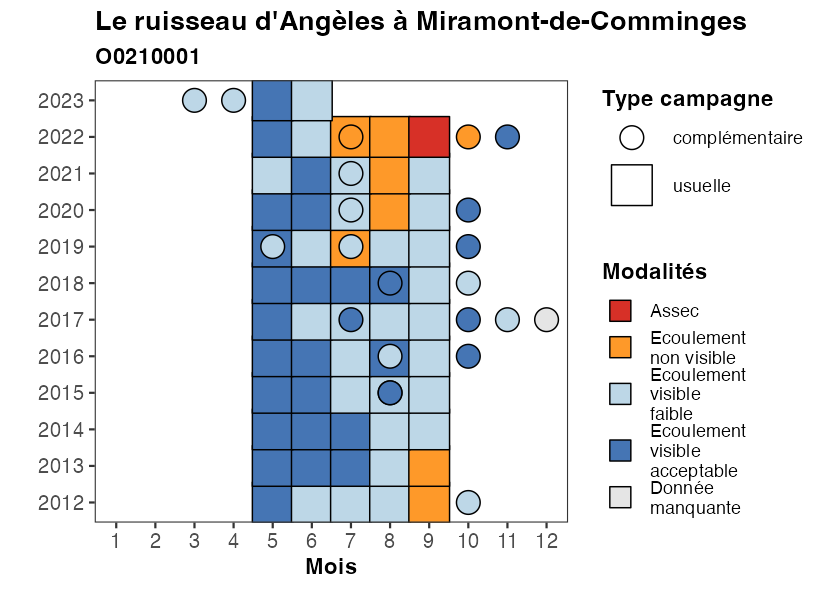 Le ruisseau d'Angèles à Miramont-de-Comminges
O0210001
2023
2022
2021
2020
2019
2018
2017
2016
2015
2014
2013
2012
1 2 3 4 5 6 7 8 9 10 11 12
Mois
Type campagne
complémentaire
usuelle
Modalités
Assec
Ecoulement
non visible
Ecoulement
visible
faible
Ecoulement
visible
acceptable
Donnée
manquante